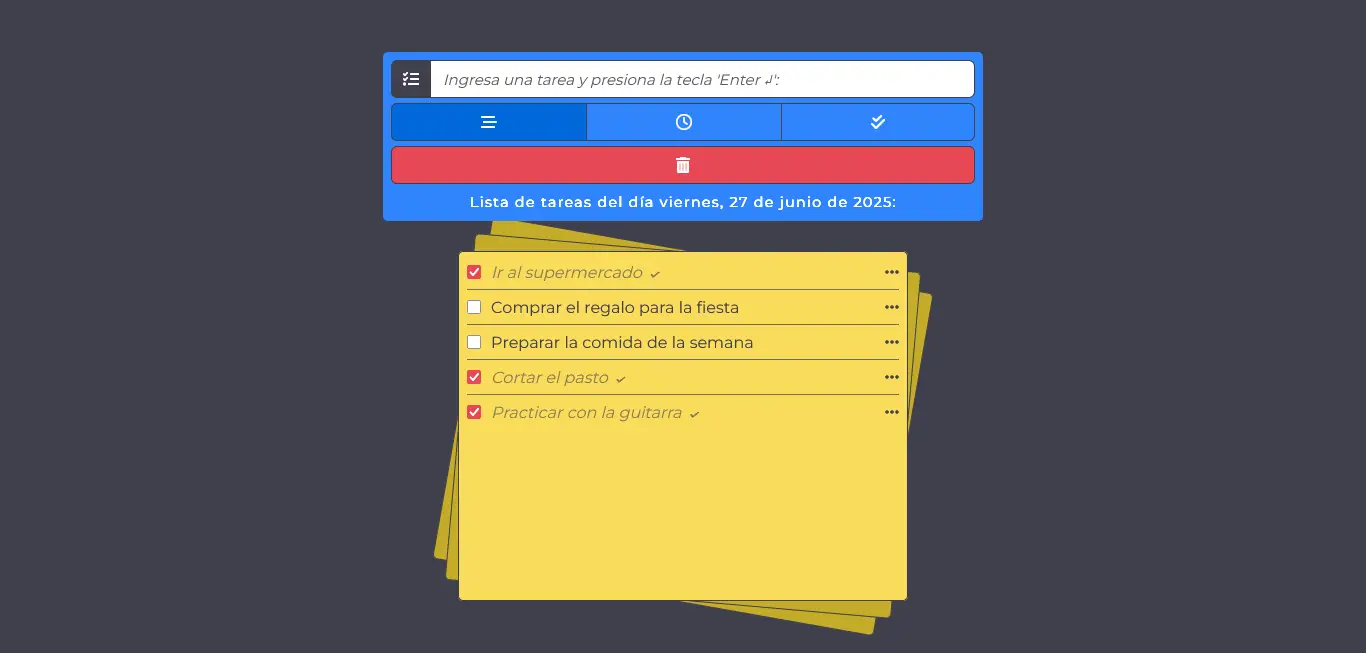 Ingresa una tarea y presiona la tecla 'Enter ↲':
Lista de tareas del día viernes, 27 de junio de 2025:
Ir al supermercado ✓
Comprar el regalo para la fiesta
Preparar la comida de la semana
Cortar el pasto ✓
Practicar con la guitarra ✓